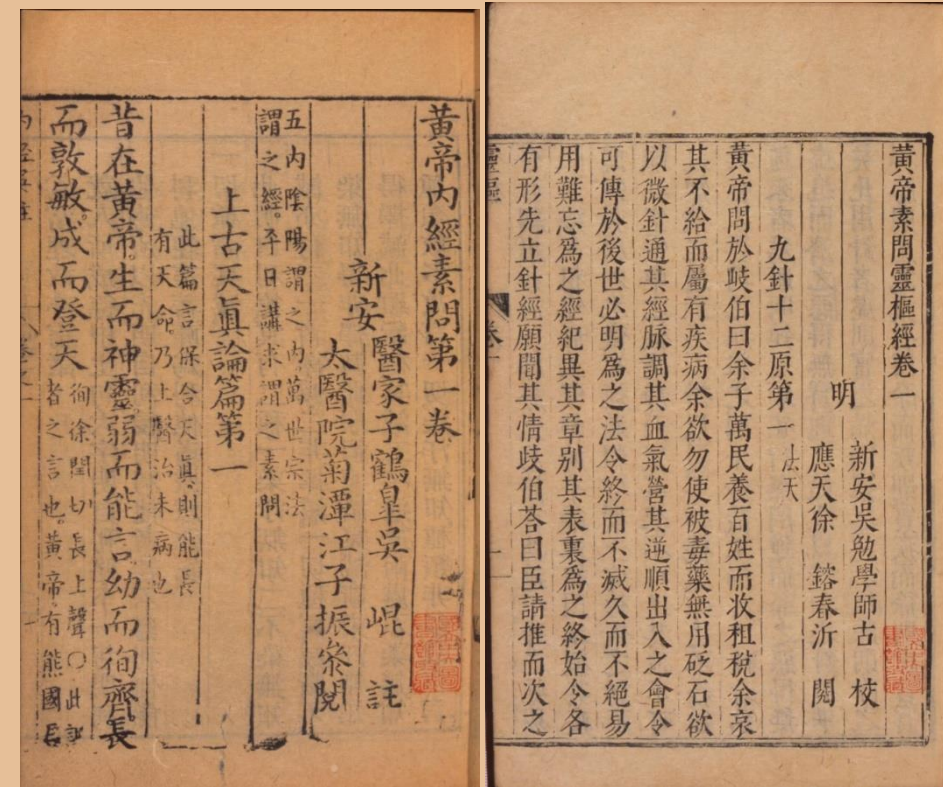 黃帝素問靈樞經卷一
明
新安吳勉學師古 校
應天徐 鎔春沂 閱
九針十二原第一 法天
黃帝問於岐伯曰余子萬民養百姓而收租稅余哀
其不給而屬有疾病余欲勿使被毒藥無用砭石欲
以微針通其經脈調其血氣營其逆順出入之會令
可傳於後世必明爲之法令終而不滅久而不絕易
用難忘爲之經紀異其章別其表裏爲之終始令各
有形先立針經願聞其情歧伯荅曰臣請推而次之
靈樞 卷一 一
黃帝內經素問第一卷
新安
醫家子鶴臯吳 崐 註
太醫院菊潭江子振叅閱
五內陰陽謂之內萬世宗法
謂之經。平日講求謂之素問
上古天眞論篇第一
此篇言保合天眞則能長
有天命乃上醫治未病也
昔在黃帝。生而神靈弱而能言幼而徇齊長
而敦敏。成而登天
徇徐閏切長上聲〇此記
者之言也。黃帝有熊國君